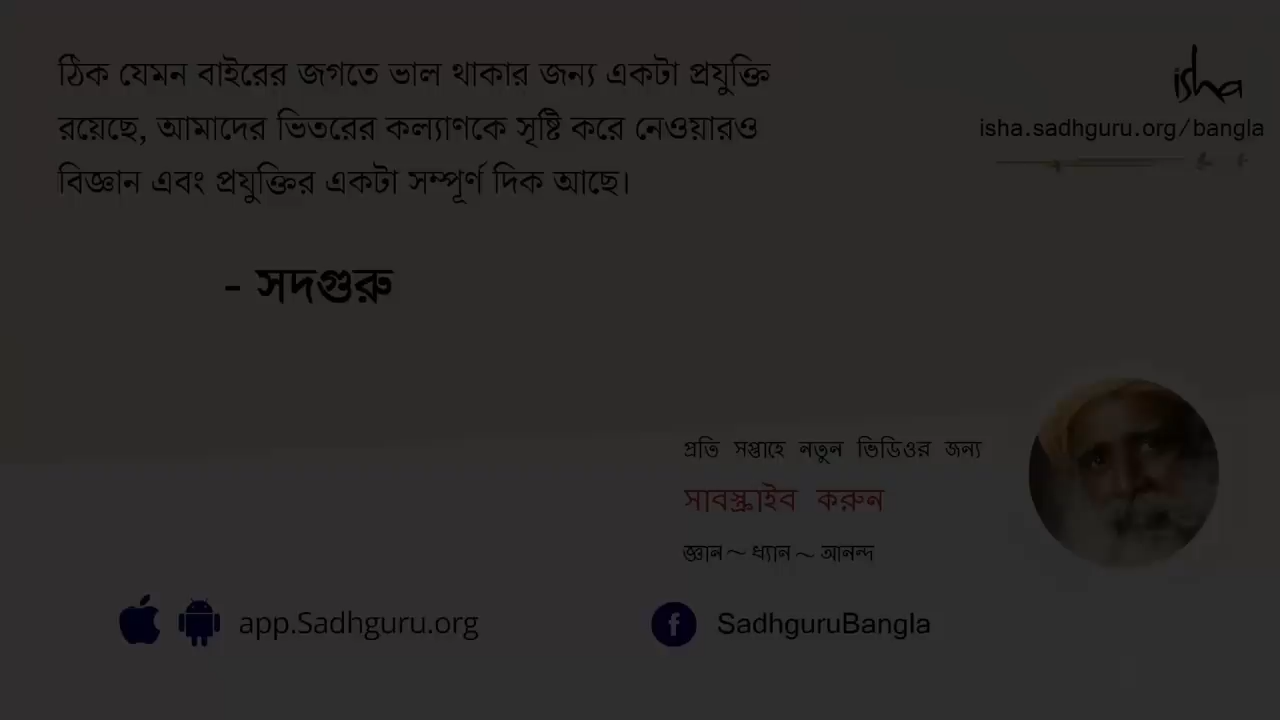 ঠিক যেমন বাইরের জগতে ভাল থাকার জন্য একটা প্রযুক্তি
রয়েছে, আমাদের ভিতরের কল্যাণকে সৃষ্টি করে নেওয়ারও
বিজ্ঞান এবং প্রযুক্তির একটা সম্পূর্ণ দিক আছে।
- সদগুরু
isha
isha.sadhguru.org/bangla
প্রতি সপ্তাহে নতুন ভিডিওর জন্য
সাবস্ক্রাইব করুন
জ্ঞান ~ ধ্যান ~ আনন্দ
app.Sadhguru.org
SadhguruBangla